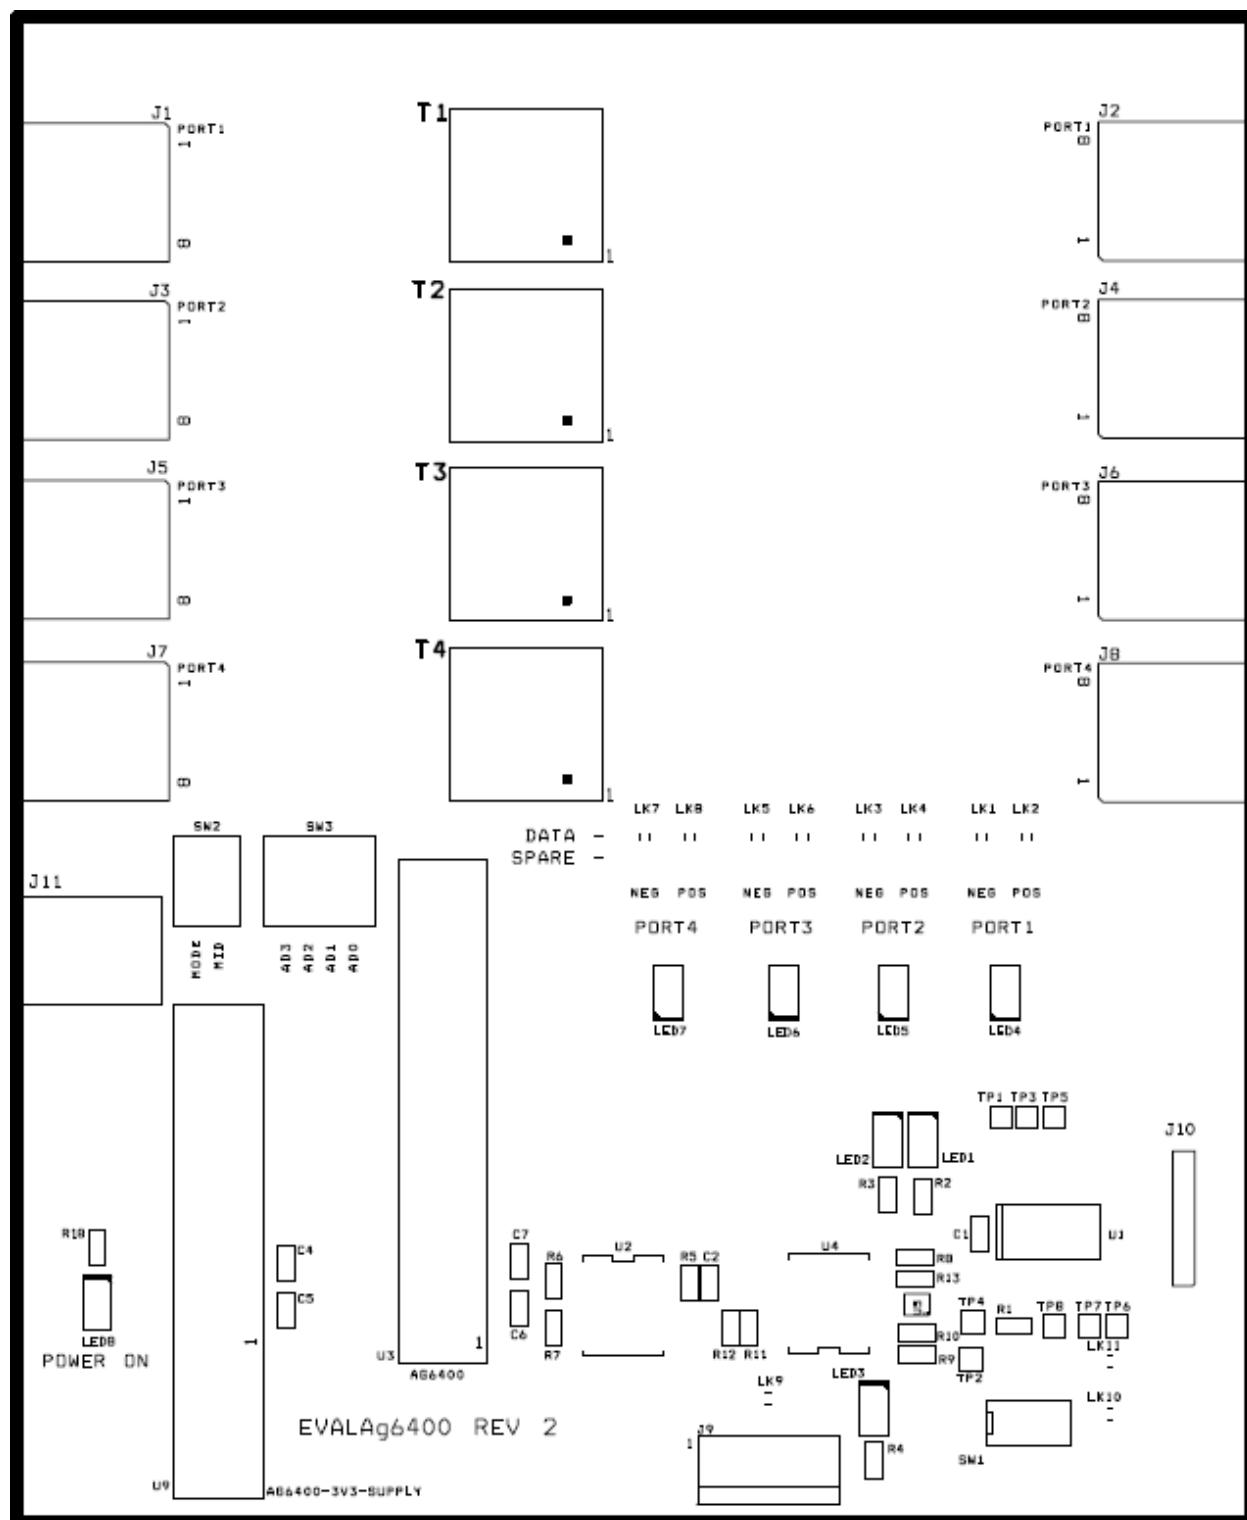 J1
PORT1
1
8
T1
1
J2
PORT1
8
1
J3
PORT2
1
8
T2
1
J4
PORT2
8
1
J5
PORT3
1
8
T3
1
J6
PORT3
8
1
J7
PORT4
1
8
T4
1
J8
PORT4
8
1
LK7 LK8 LK5 LK6 LK3 LK4 LK1 LK2
DATA -
SPARE -
NEG POS NEG POS NEG POS NEG POS
PORT4 PORT3 PORT2 PORT1
LED7 LED6 LED5 LED4
SW2
MODE
MID
SW3
AD3
AD2
AD1
AD0
J11
TP1 TP3 TP5
J10
LED2 LED1
R3 R2
C1
U1
R18
LED8
POWER ON
C4
C5
1
U9
AG6400-3V3-SUPPLY
1
U3
AG6400
C7
C6
R6
R7
U2
R5 C2
R12 R11
U4
R8
R13
R10
R9
TP4
R1
TP8 TP7 TP6
TP2
LK11
LK10
LK9
LED3
R4
J9
1
SW1
EVALAg6400 REV 2